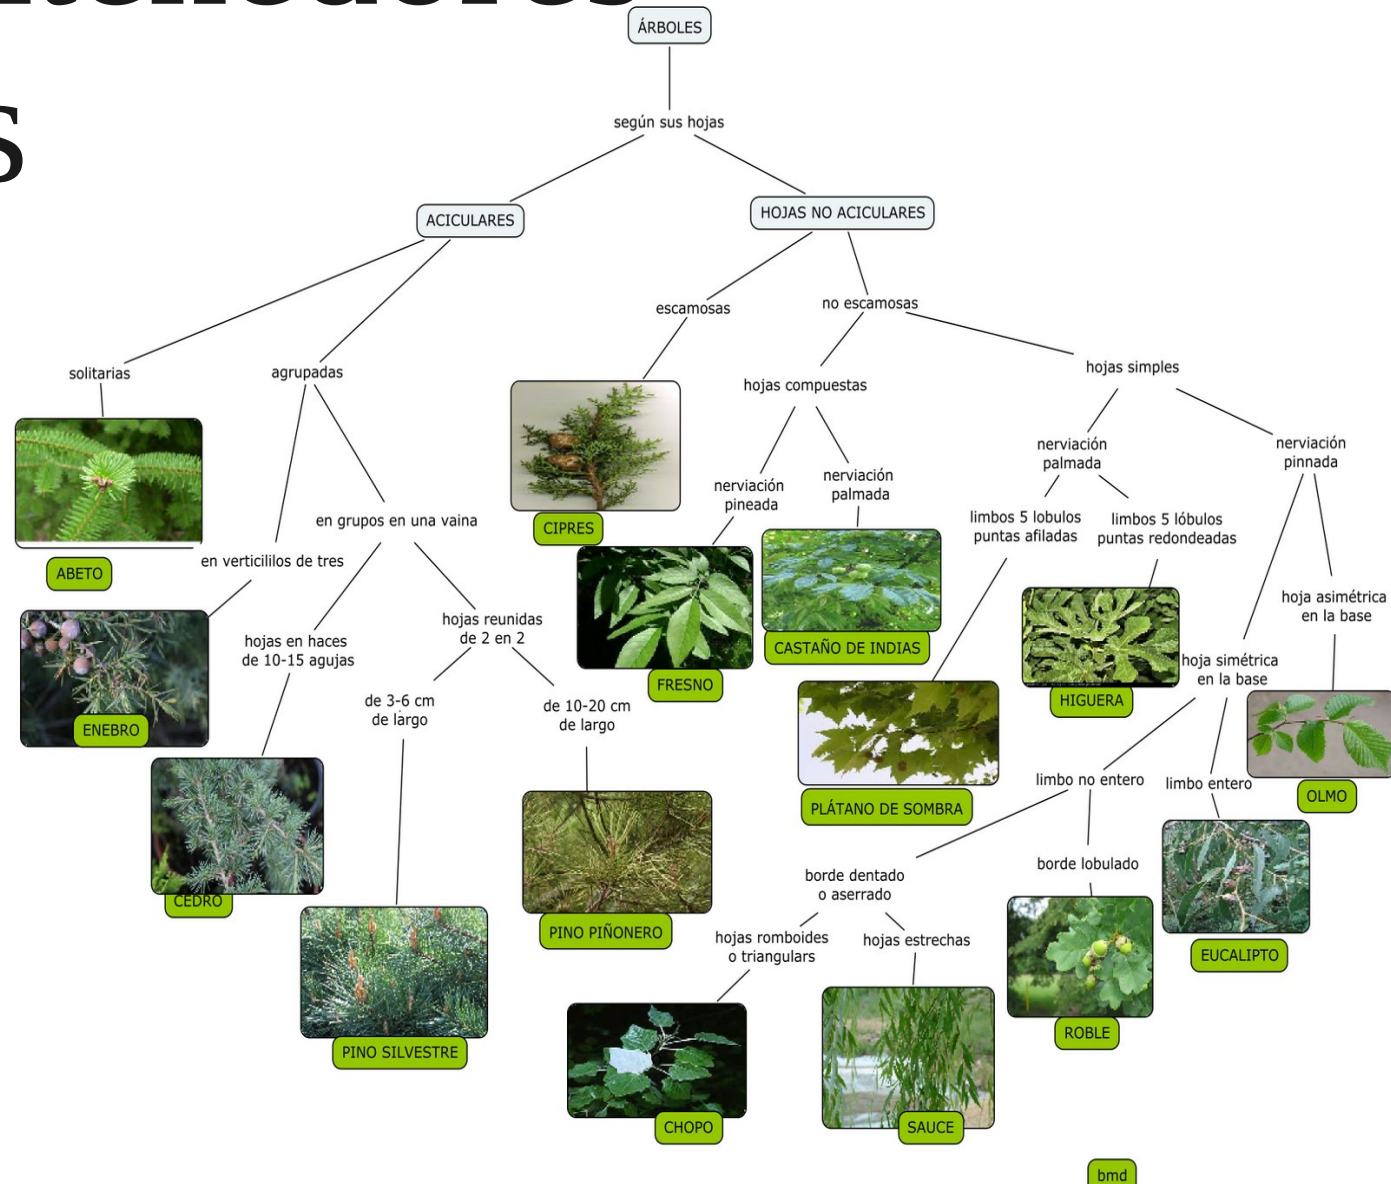 ÁRBOLES
según sus hojas
ACICULARES
HOJAS NO ACICULARES
escamosas
no escamosas
solitarias
agrupadas
hojas compuestas
hojas simples
nerviación
palmada
nerviación
pinnada
nerviación
pineada
nerviación
palmada
en grupos en una vaina
limbos 5 lobulos
puntas afiladas
limbos 5 lóbulos
puntas redondeadas
CIPRES
en verticililos de tres
ABETO
hoja asimétrica
en la base
hojas reunidas
de 2 en 2
hojas en haces
de 10-15 agujas
CASTAÑO DE INDIAS
hoja simétrica
en la base
FRESNO
HIGUERA
de 3-6 cm
de largo
de 10-20 cm
de largo
ENEBRO
limbo no entero
limbo entero
OLMO
PLÁTANO DE SOMBRA
borde lobulado
borde dentado
o aserrado
CEDRO
PINO PIÑONERO
hojas romboides
o triangulars
hojas estrechas
EUCALIPTO
ROBLE
PINO SILVESTRE
CHOPO
SAUCE
bmd